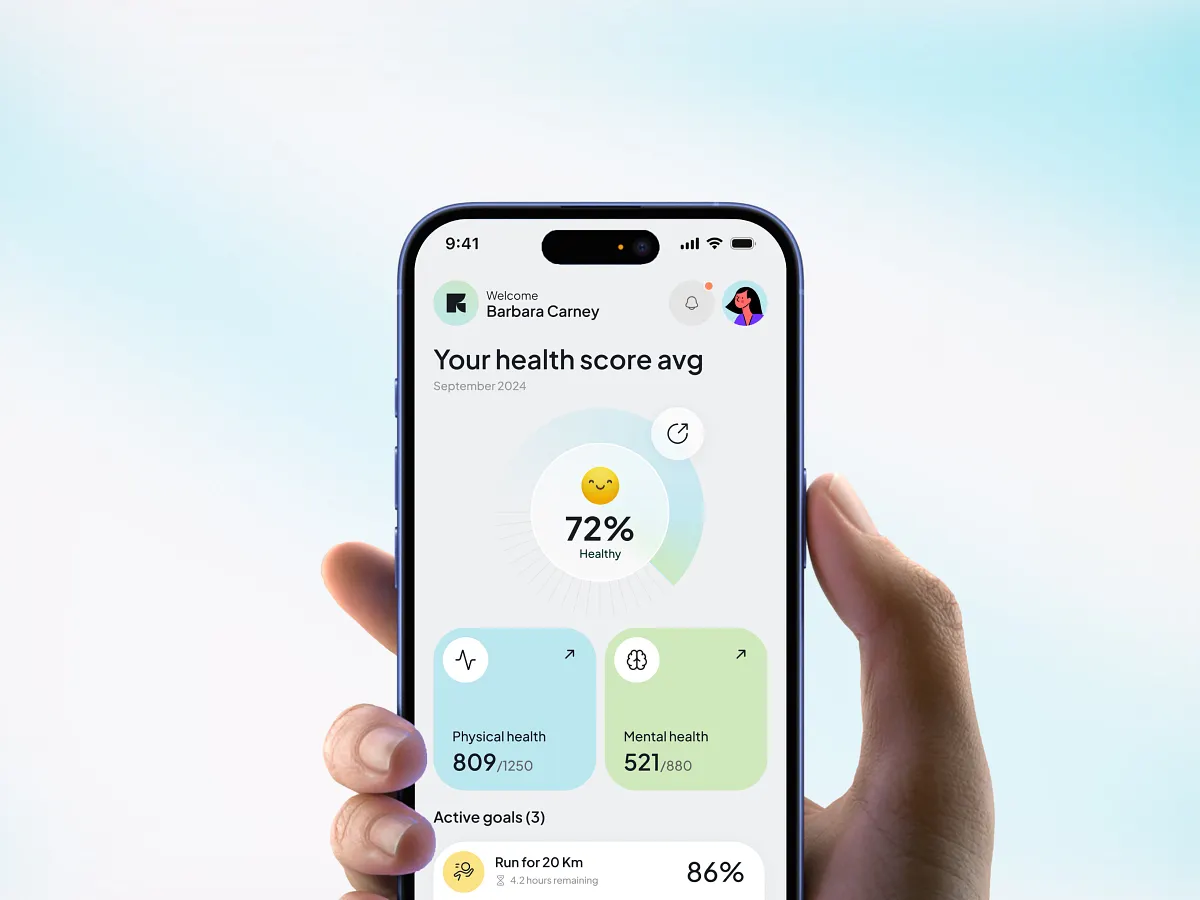 9:41
Welcome
Barbara Carney
Your health score avg
September 2024
72%
Healthy
Physical health
809/1250
Mental health
521/880
Active goals (3)
Run for 20 Km
4.2 hours remaining
86%